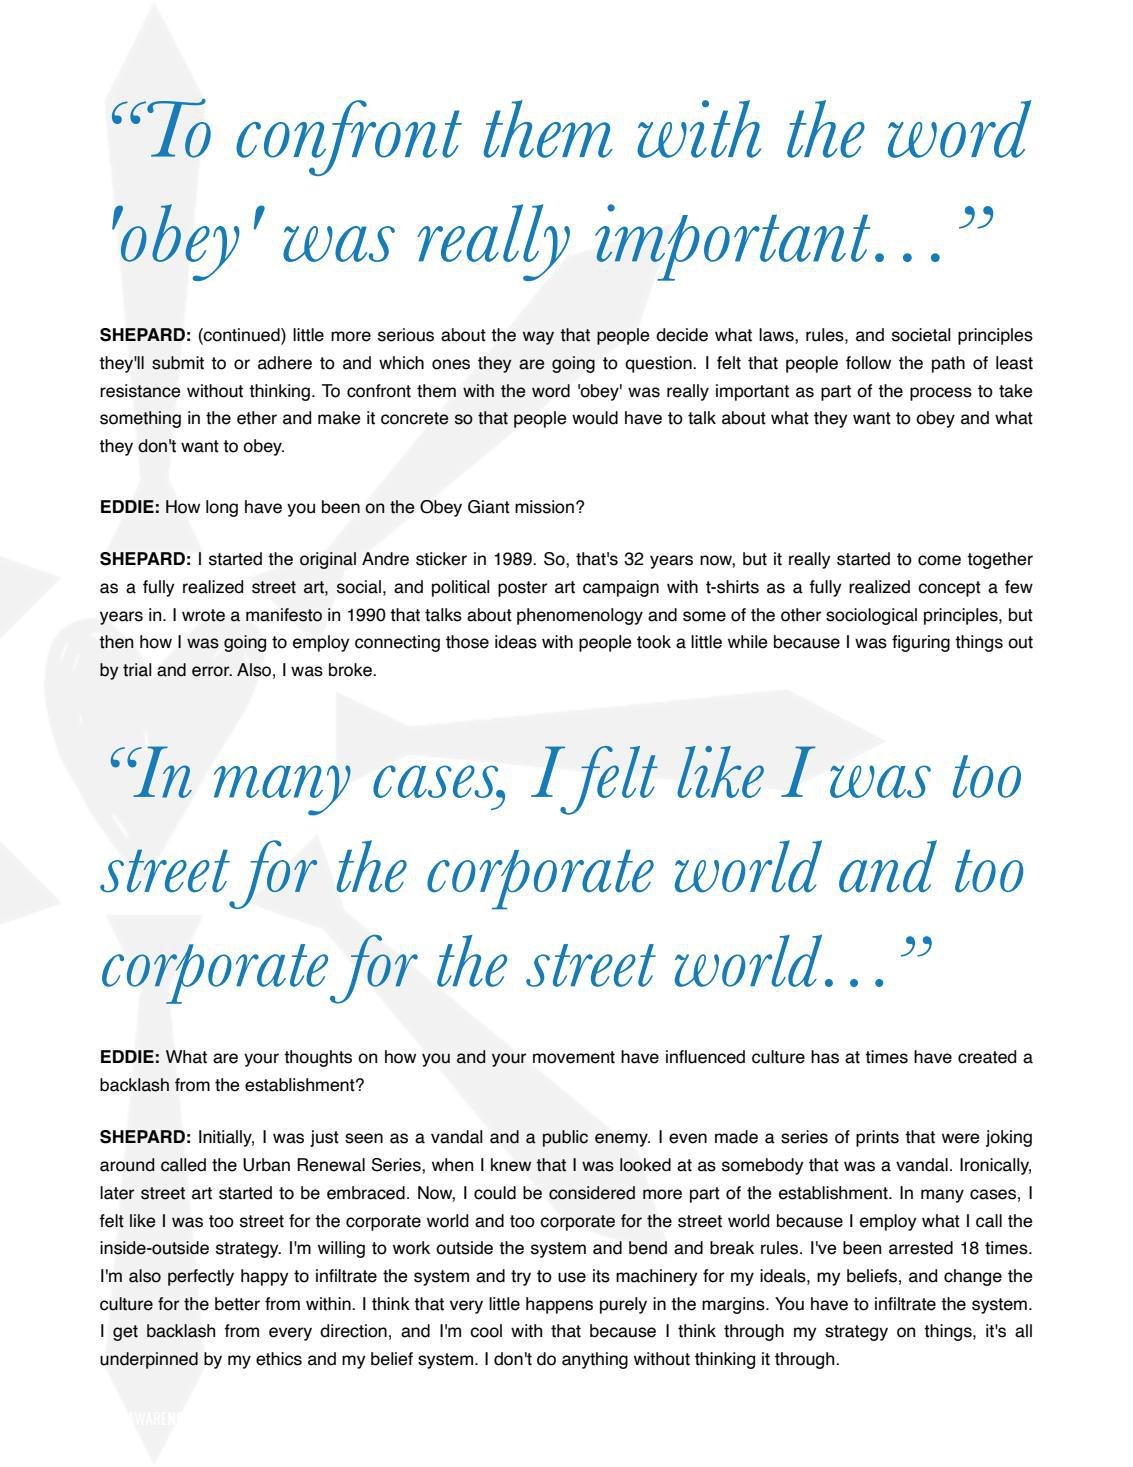 “To confront them with the word
'obey' was really important…”
SHEPARD: (continued) little more serious about the way that people decide what laws, rules, and societal principles
they'll submit to or adhere to and which ones they are going to question. I felt that people follow the path of least
resistance without thinking. To confront them with the word 'obey' was really important as part of the process to take
something in the ether and make it concrete so that people would have to talk about what they want to obey and what
they don't want to obey.
EDDIE: How long have you been on the Obey Giant mission?
SHEPARD: I started the original Andre sticker in 1989. So, that's 32 years now, but it really started to come together
as a fully realized street art, social, and political poster art campaign with t-shirts as a fully realized concept a few
years in. I wrote a manifesto in 1990 that talks about phenomenology and some of the other sociological principles, but
then how I was going to employ connecting those ideas with people took a little while because I was figuring things out
by trial and error. Also, I was broke.
“In many cases, I felt like I was too
street for the corporate world and too
corporate for the street world…”
EDDIE: What are your thoughts on how you and your movement have influenced culture has at times have created a
backlash from the establishment?
SHEPARD: Initially, I was just seen as a vandal and a public enemy. I even made a series of prints that were joking
around called the Urban Renewal Series, when I knew that I was looked at as somebody that was a vandal. Ironically,
later street art started to be embraced. Now, I could be considered more part of the establishment. In many cases, I
felt like I was too street for the corporate world and too corporate for the street world because I employ what I call the
inside-outside strategy. I'm willing to work outside the system and bend and break rules. I've been arrested 18 times.
I'm also perfectly happy to infiltrate the system and try to use its machinery for my ideals, my beliefs, and change the
culture for the better from within. I think that very little happens purely in the margins. You have to infiltrate the system.
I get backlash from every direction, and I'm cool with that because I think through my strategy on things, it's all
underpinned by my ethics and my belief system. I don't do anything without thinking it through.